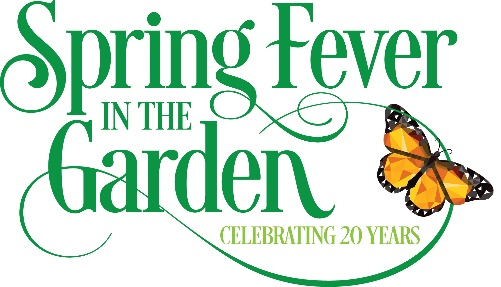 Spring Fever
IN THE
Garden
CELEBRATING 20 YEARS